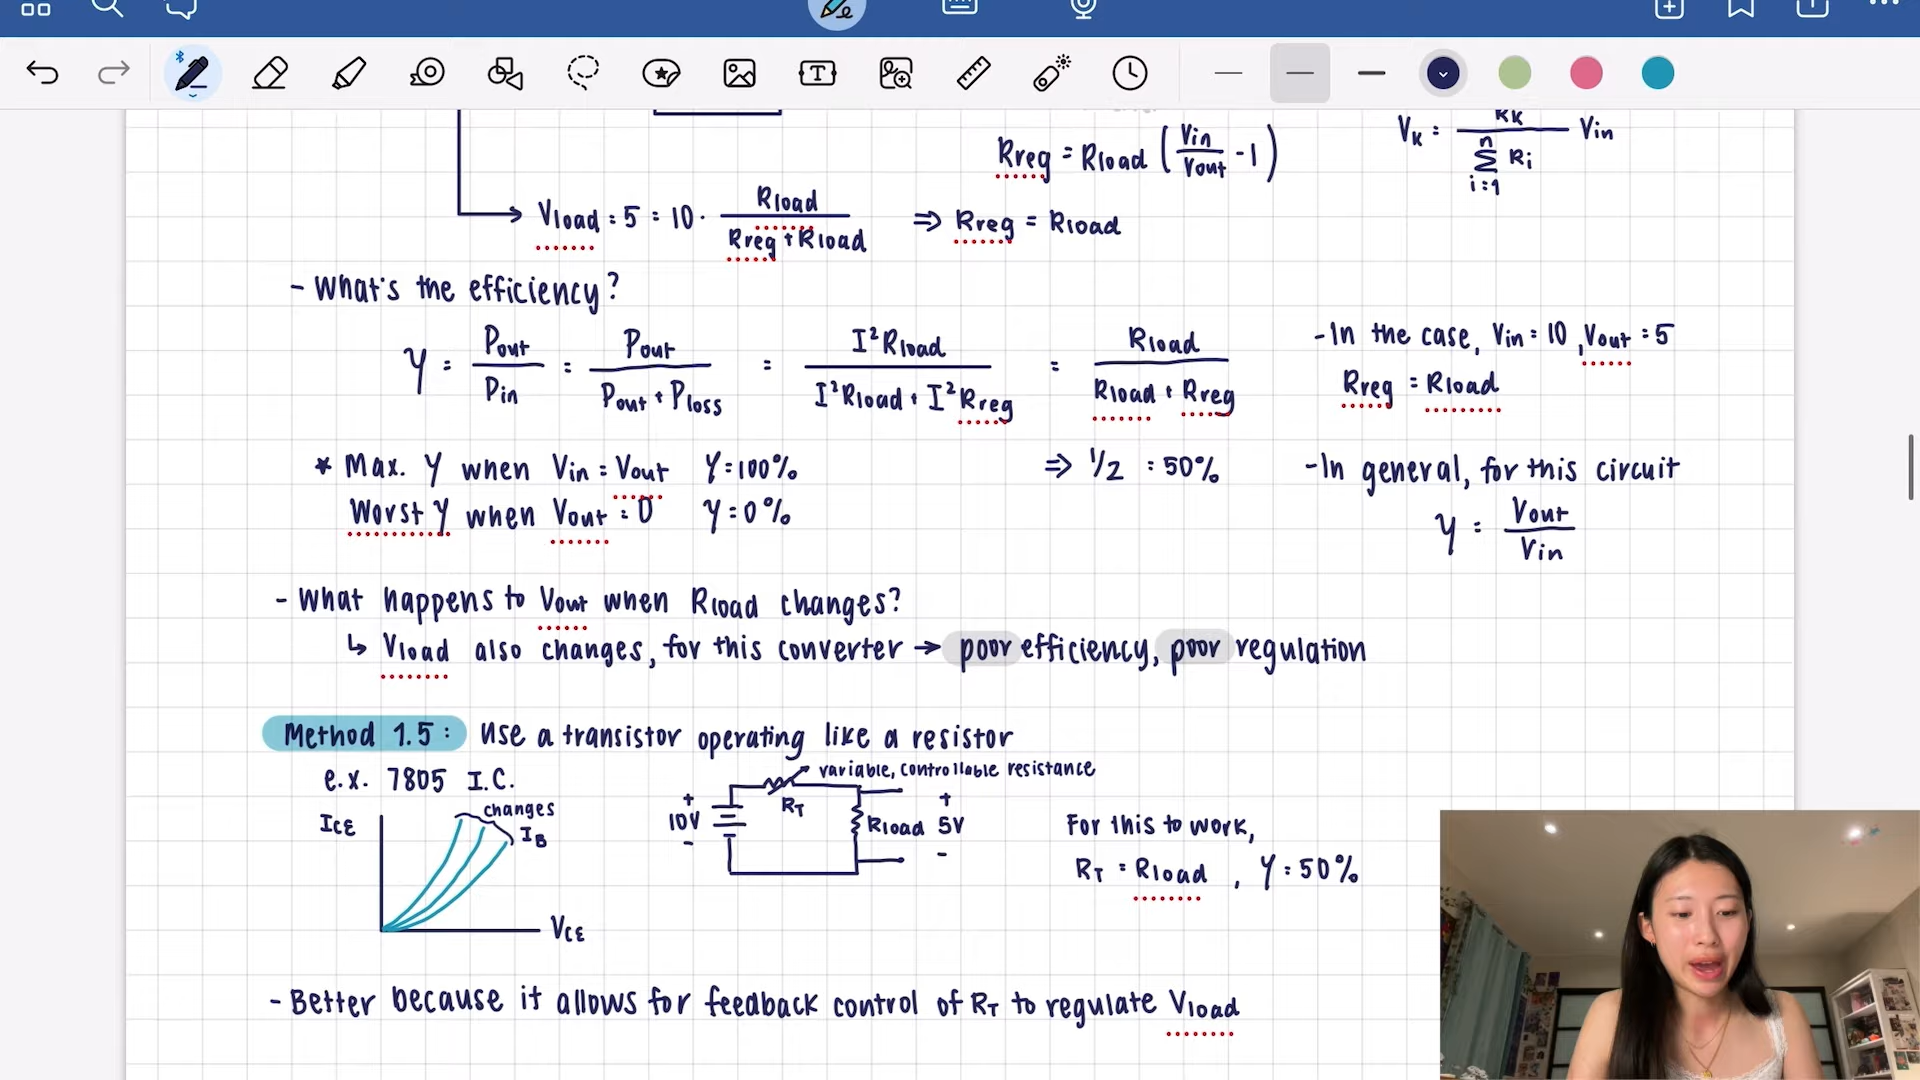 Rreg = Rload ( Vin / Vout - 1 )
VK = RK / Σ Ri Vin
n
i=1
Vload = 5 = 10 · Rload / Rreg + Rload ⇒ Rreg = Rload
- What's the efficiency?
η = Pout / Pin = Pout / Pout + Ploss = I²Rload / I²Rload + I²Rreg = Rload / Rload + Rreg
- In the case, Vin = 10, Vout = 5
Rreg = Rload
* Max. η when Vin = Vout η = 100%
⇒ 1/2 = 50%
- In general, for this circuit
Worst η when Vout = 0 η = 0%
η = Vout / Vin
- What happens to Vout when Rload changes?
↳ Vload also changes, for this converter → poor efficiency, poor regulation
Method 1.5: Use a transistor operating like a resistor
e.x. 7805 I.C.
variable, controllable resistance
changes
ICE
IB
VCE
RT
+
10V
-
Rload
+
5V
-
For this to work,
RT = Rload, η = 50%
- Better because it allows for feedback control of RT to regulate Vload